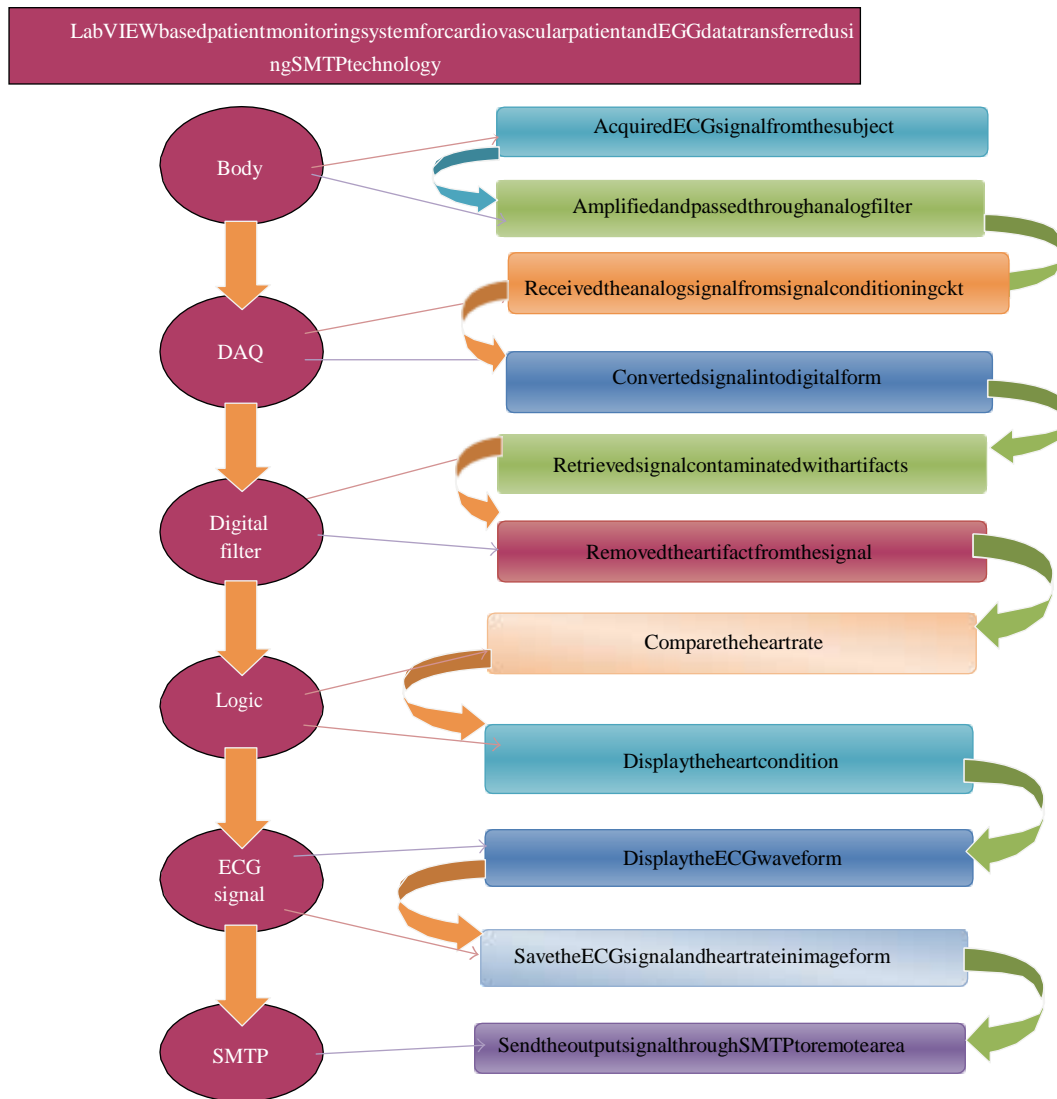 LabVIEWbasedpatientmonitoringsystemforcardiovascularpatientandEGGdatatransferredusi
ngSMTPtechnology
Body
AcquiredECGsignalfromthesubject
Amplifiedandpassedthroughanalogfilter
DAQ
Receivedtheanalogsignalfromsignalconditioningckt
Convertedsignalintodigitalform
Digital
filter
Retrievedsignalcontaminatedwithartifacts
Removedtheartifactfromthesignal
Logic
Comparetheheartrate
Displaytheheartcondition
ECG
signal
DisplaytheECGwaveform
SavetheECGsignalandheartrateinimageform
SMTP
SendtheoutputsignalthroughSMTPtoremotearea